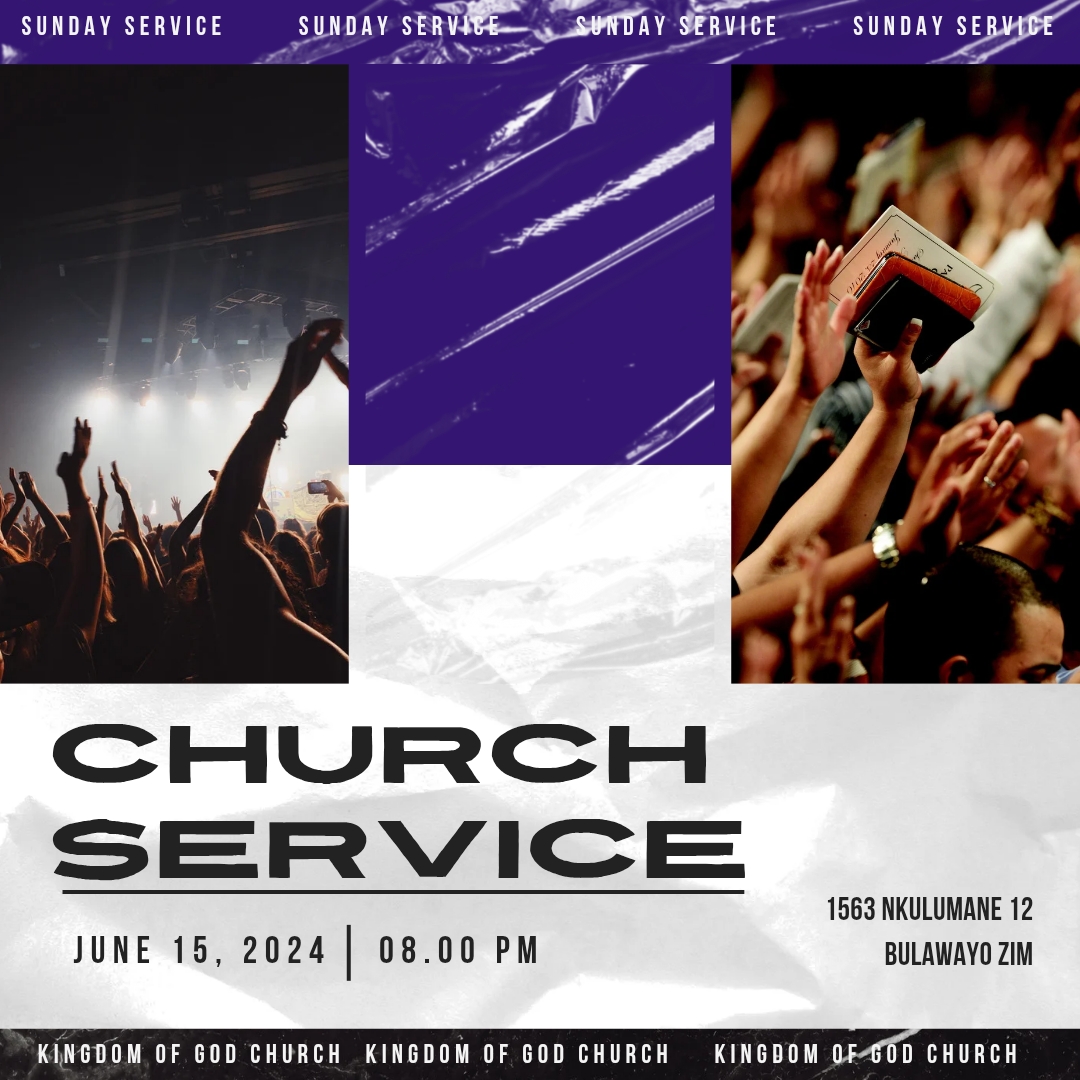 SUNDAY SERVICE SUNDAY SERVICE SUNDAY SERVICE SUNDAY SERVICE
CHURCH
SERVICE
JUNE 15, 2024 | 08.00 PM
1563 NKULUMANE 12
BULAWAYO ZIM
KINGDOM OF GOD CHURCH KINGDOM OF GOD CHURCH KINGDOM OF GOD CHURCH